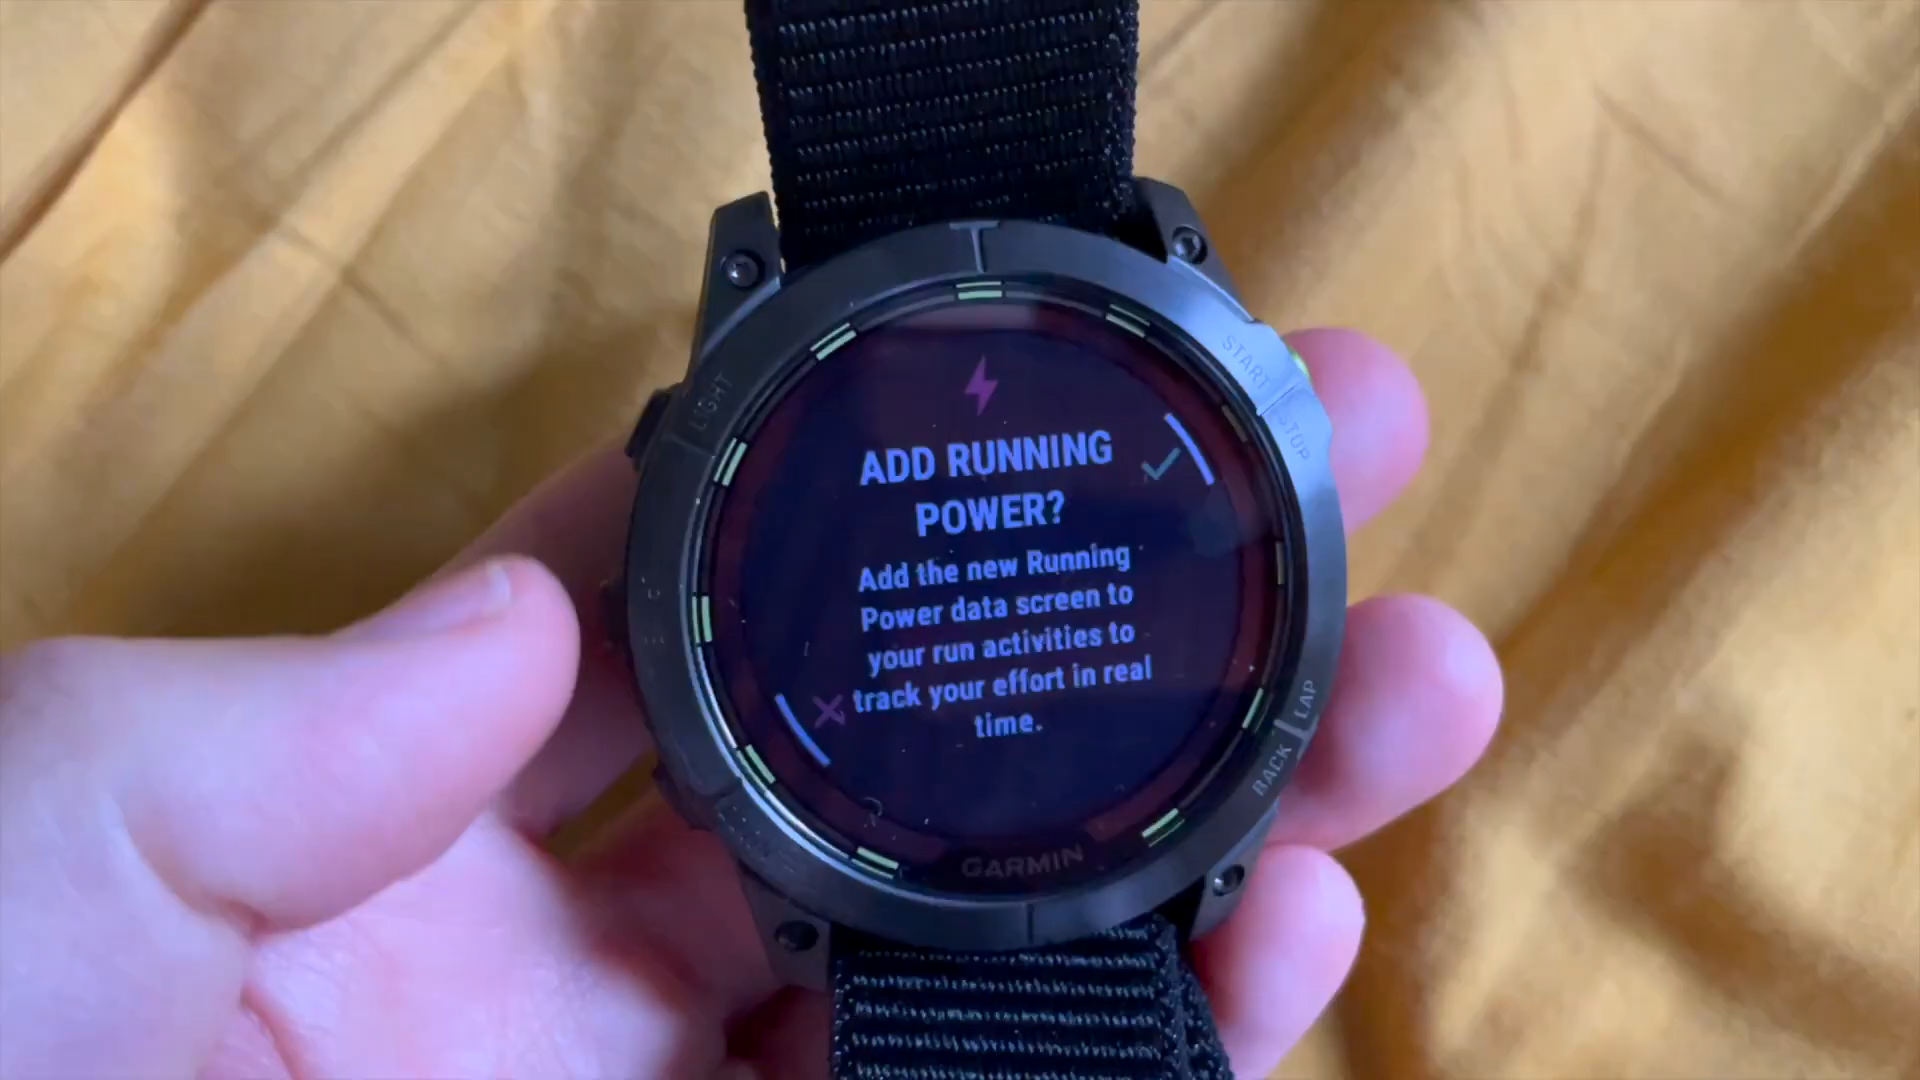 LIGHT
START
STOP
ADD RUNNING
POWER?
Add the new Running
Power data screen to
your run activities to
track your effort in real
time.
LAP
BACK
GARMIN